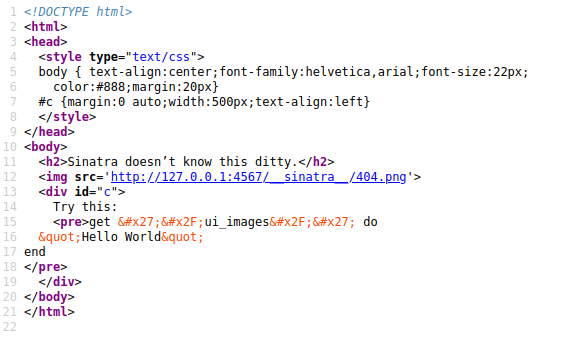 1 <!DOCTYPE html>
2 <html>
3 <head>
4   <style type="text/css">
5   body { text-align:center;font-family:helvetica,arial;font-size:22px;
6     color:#888;margin:20px}
7   #c {margin:0 auto;width:500px;text-align:left}
8   </style>
9 </head>
10 <body>
11   <h2>Sinatra doesn’t know this ditty.</h2>
12   <img src='http://127.0.0.1:4567/__sinatra__/404.png'>
13   <div id="c">
14     Try this:
15     <pre>get &#x27;&#x2F;ui_images&#x2F;&#x27; do
16   &quot;Hello World&quot;
17 end
18 </pre>
19   </div>
20 </body>
21 </html>
22